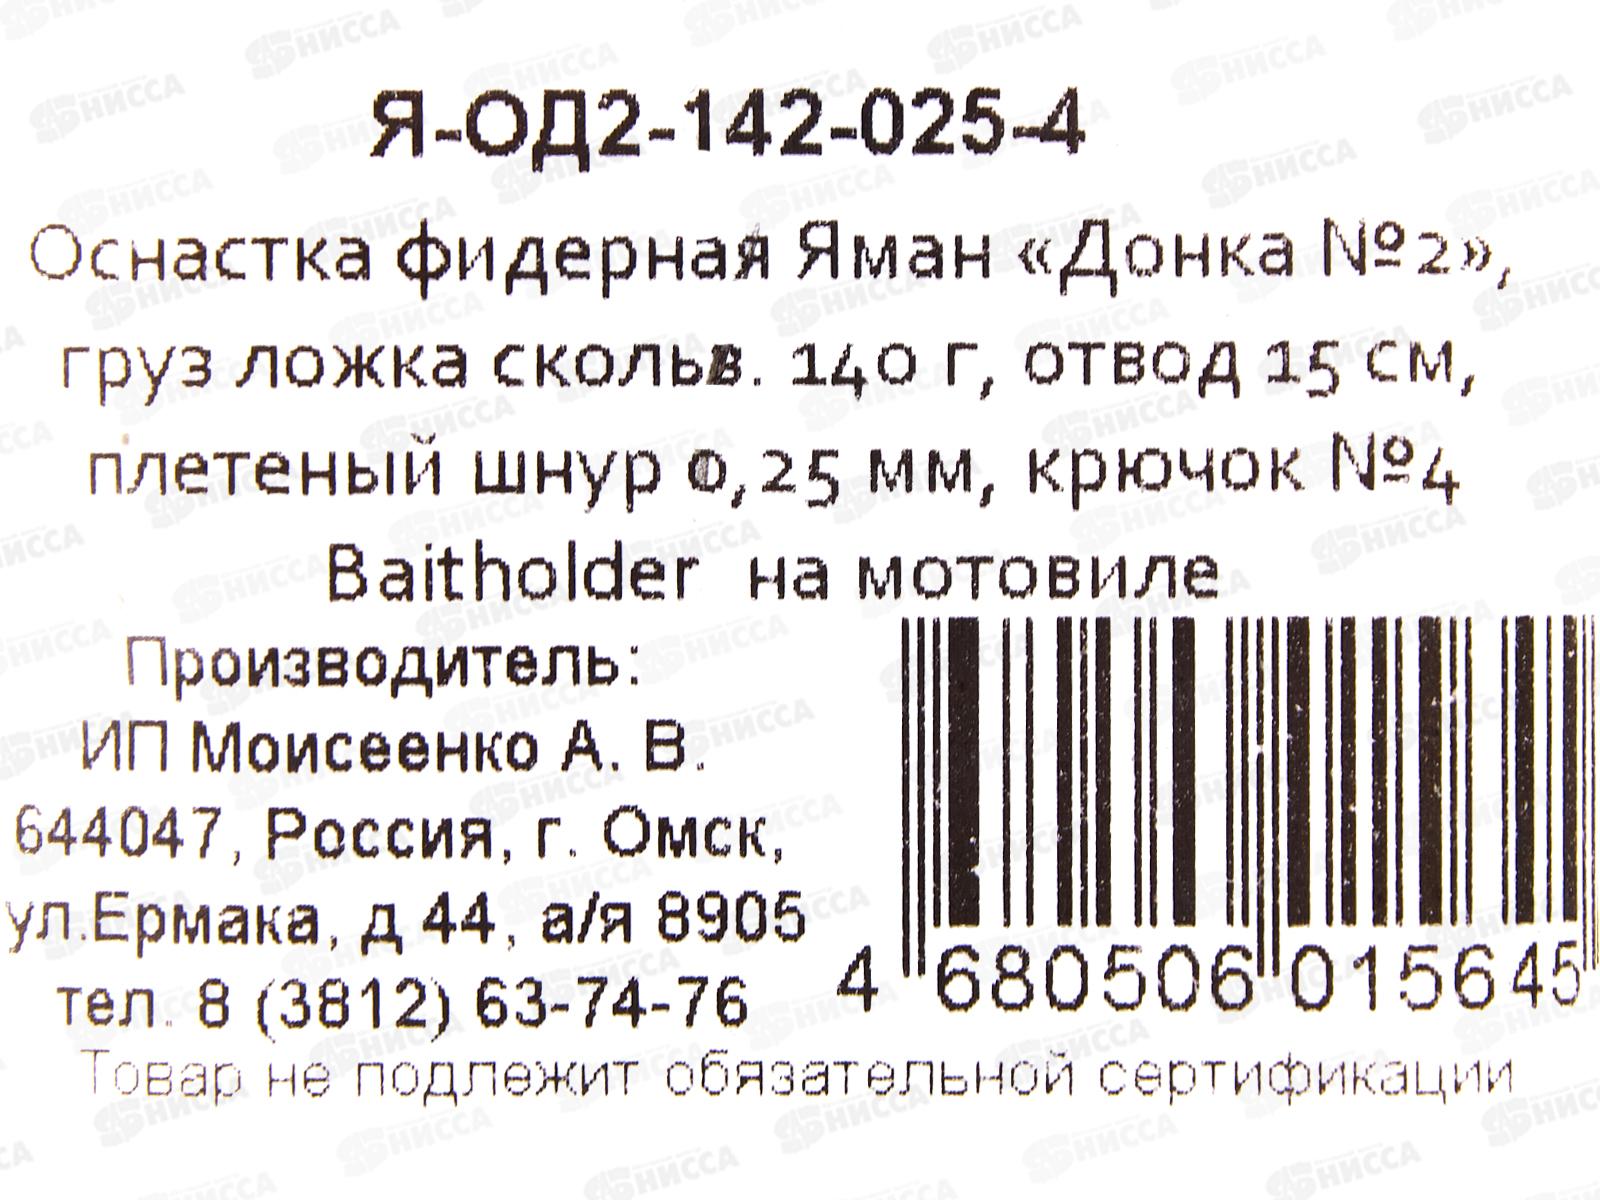 Я-ОД2-142-025-4
Оснастка фидерная Яман «Донка №2»,
груз ложка скольв. 140 г, отвод 15 см,
плетеный шнур 0,25 мм, крючок №4
Baitholder на мотовиле
Производитель:
ИП Моисеенко А. В.
644047, Россия, г. Омск,
ул.Ермака, д 44, а/я 8905
тел. 8 (3812) 63-74-76
4 680506 015645
Товар не подлежит обязательной сертификации